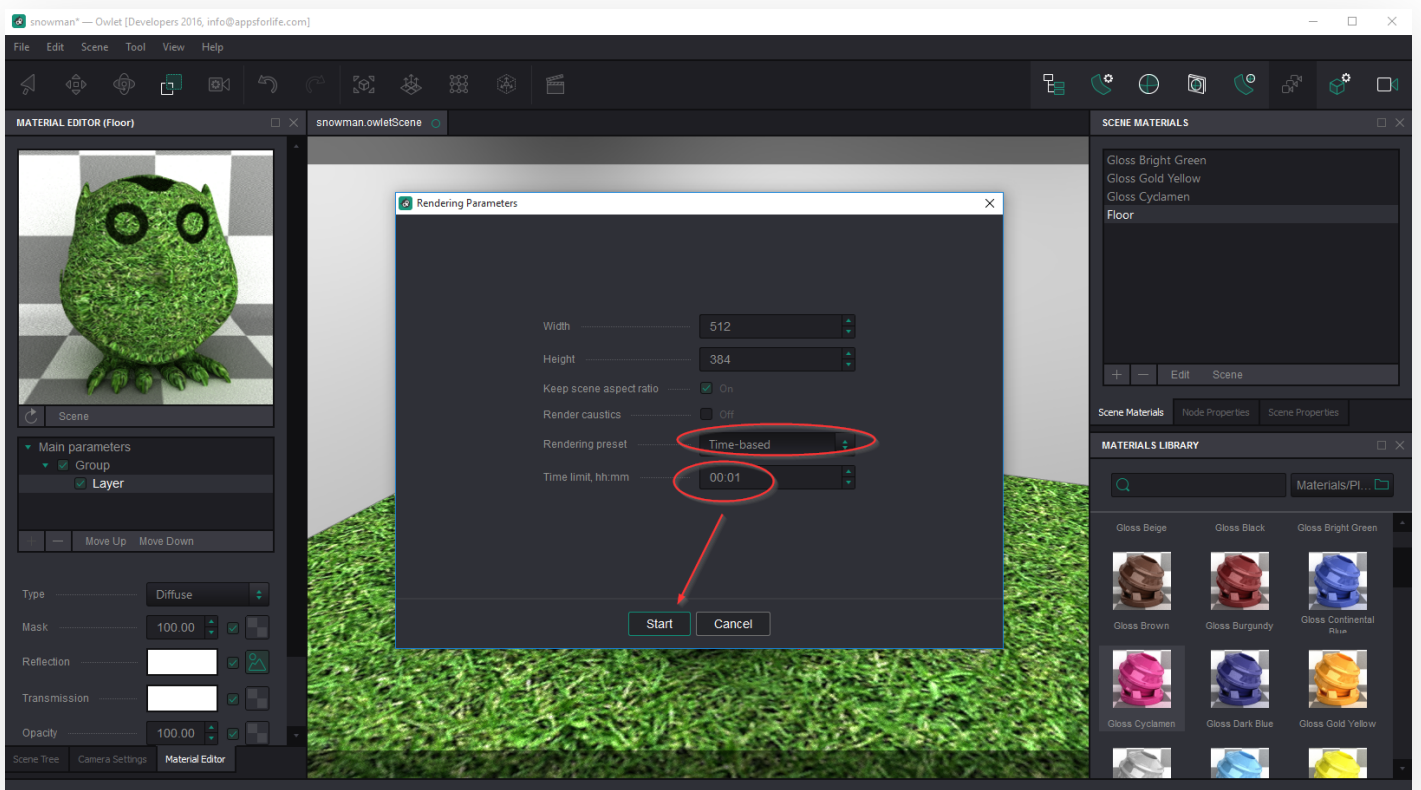 snowman* — Owlet [Developers 2016, info@appsforlife.com]
File Edit Scene Tool View Help
MATERIAL EDITOR (Floor)
snowman.owletScene
SCENE MATERIALS
Gloss Bright Green
Gloss Gold Yellow
Gloss Cyclamen
Floor
Edit Scene
Scene Materials Node Properties Scene Properties
Rendering Parameters
Width 512
Height 384
Keep scene aspect ratio On
Render caustics Off
Rendering preset Time-based
Time limit, hh:mm 00:01
Start Cancel
Scene
Main parameters
Group
Layer
Move Up Move Down
Type Diffuse
Mask 100.00
Reflection
Transmission
Opacity 100.00
Scene Tree Camera Settings Material Editor
MATERIALS LIBRARY
Materials/Pl...
Gloss Beige Gloss Black Gloss Bright Green
Gloss Brown Gloss Burgundy Gloss Continental
Blue
Gloss Cyclamen Gloss Dark Blue Gloss Gold Yellow